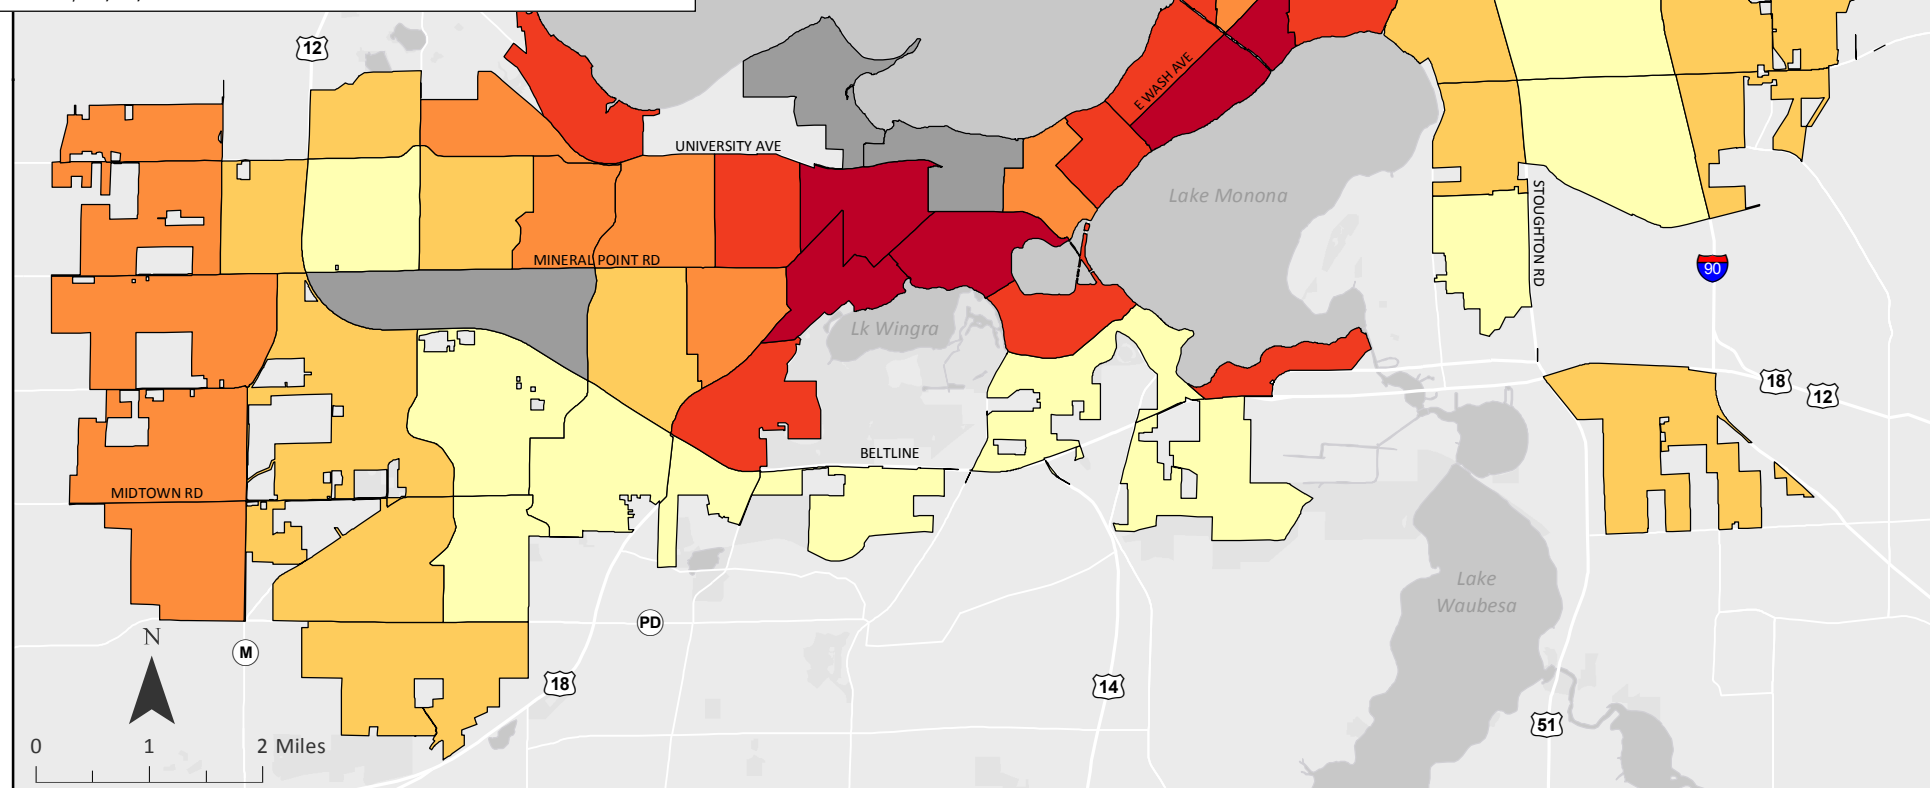 12
E WASH AVE
UNIVERSITY AVE
Lake Monona
STOUGHTON RD
MINERAL POINT RD
90
Lk Wingra
18
12
BELTLINE
MIDTOWN RD
Lake
Waubesa
PD
N
M
18
14
51
0 1 2 Miles